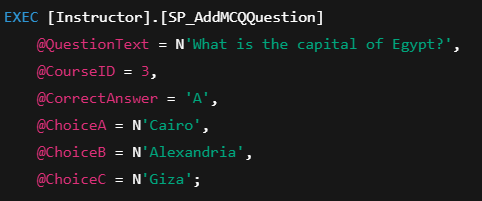 EXEC [Instructor].[SP_AddMCQQuestion]
@QuestionText = N'What is the capital of Egypt?',
@CourseID = 3,
@CorrectAnswer = 'A',
@ChoiceA = N'Cairo',
@ChoiceB = N'Alexandria',
@ChoiceC = N'Giza';